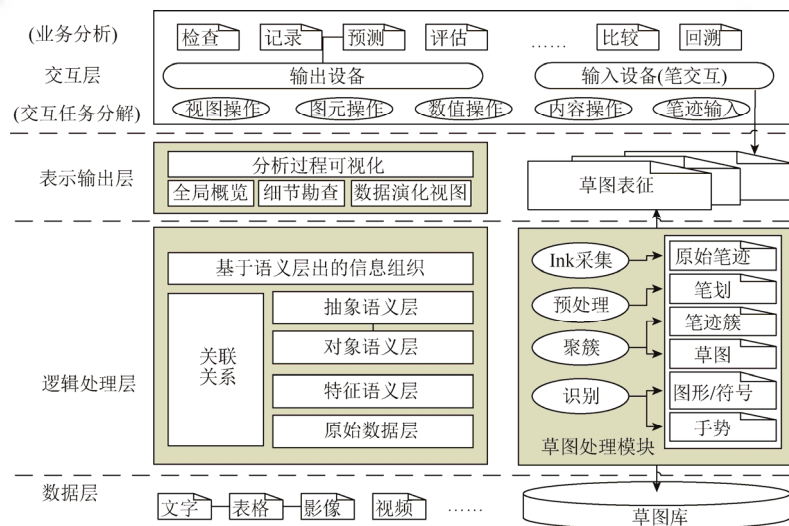 (业务分析)
检查 记录 预测 评估 …… 比较 回溯
交互层
输出设备 输入设备(笔交互)
(交互任务分解)
视图操作 图元操作 数值操作 内容操作 笔迹输入
表示输出层
分析过程可视化
全局概览 细节勘查 数据演化视图
草图表征
逻辑处理层
基于语义层出的信息组织
关联
关系
抽象语义层
对象语义层
特征语义层
原始数据层
Ink采集 原始笔迹
预处理 笔划
聚簇 笔迹簇
草图
识别 图形/符号
手势
草图处理模块
数据层
文字 表格 影像 视频 ……
草图库